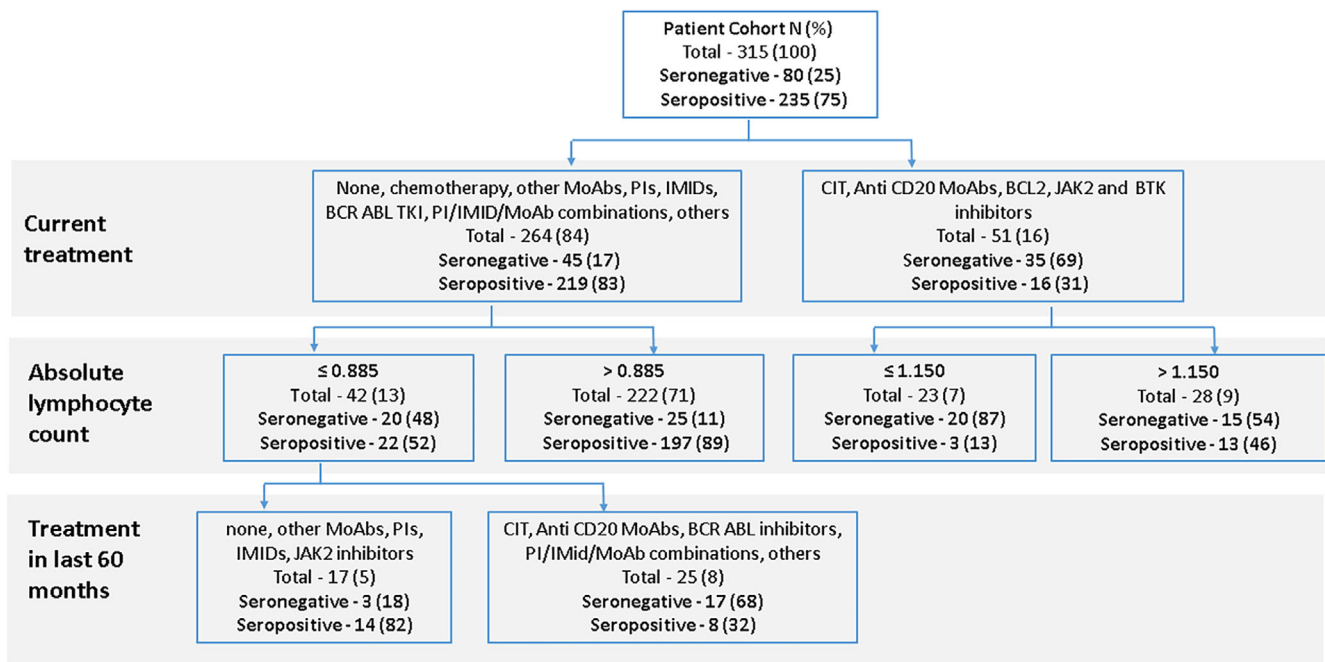 Patient Cohort N (%)
Total - 315 (100)
Seronegative - 80 (25)
Seropositive - 235 (75)
Current
treatment
None, chemotherapy, other MoAbs, PIs, IMIDs,
BCR ABL TKI, PI/IMID/MoAb combinations, others
Total - 264 (84)
Seronegative - 45 (17)
Seropositive - 219 (83)
CIT, Anti CD20 MoAbs, BCL2, JAK2 and BTK
inhibitors
Total - 51 (16)
Seronegative - 35 (69)
Seropositive - 16 (31)
Absolute
lymphocyte
count
≤ 0.885
Total - 42 (13)
Seronegative - 20 (48)
Seropositive - 22 (52)
> 0.885
Total - 222 (71)
Seronegative - 25 (11)
Seropositive - 197 (89)
≤ 1.150
Total - 23 (7)
Seronegative - 20 (87)
Seropositive - 3 (13)
> 1.150
Total - 28 (9)
Seronegative - 15 (54)
Seropositive - 13 (46)
Treatment
in last 60
months
none, other MoAbs, PIs,
IMIDs, JAK2 inhibitors
Total - 17 (5)
Seronegative - 3 (18)
Seropositive - 14 (82)
CIT, Anti CD20 MoAbs, BCR ABL inhibitors,
PI/IMid/MoAb combinations, others
Total - 25 (8)
Seronegative - 17 (68)
Seropositive - 8 (32)